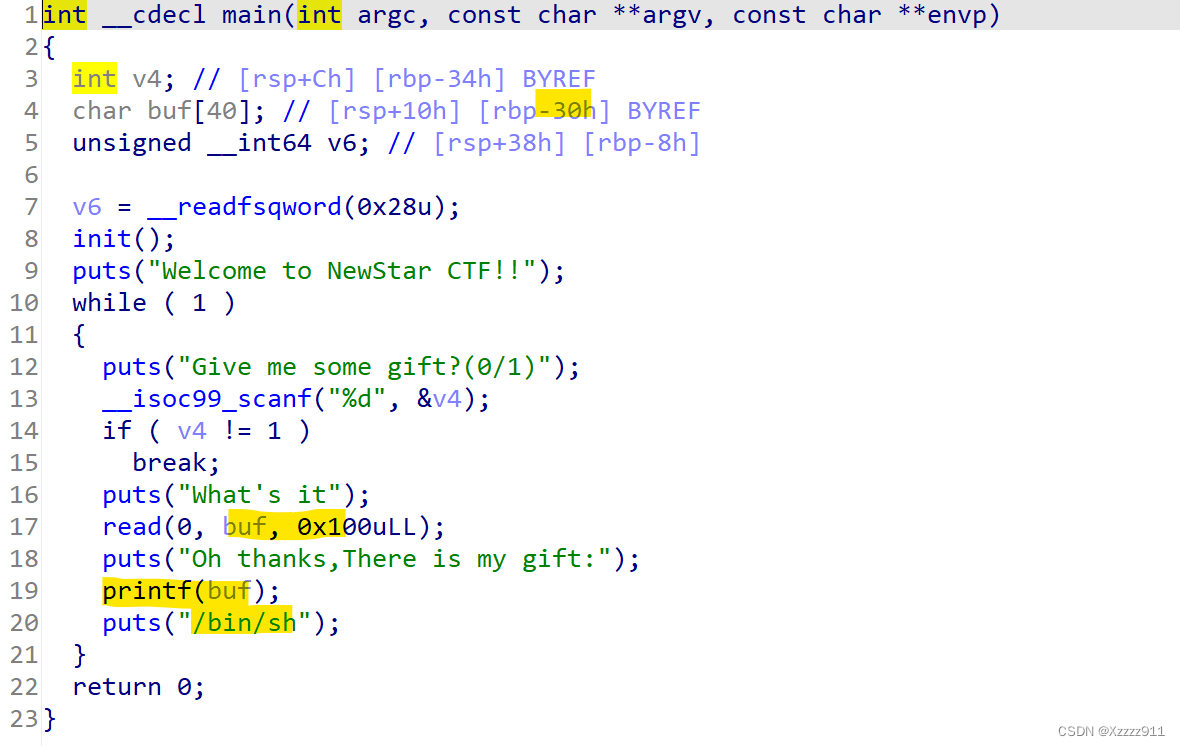 1 int __cdecl main(int argc, const char **argv, const char **envp)
2 {
3 int v4; // [rsp+Ch] [rbp-34h] BYREF
4 char buf[40]; // [rsp+10h] [rbp-30h] BYREF
5 unsigned __int64 v6; // [rsp+38h] [rbp-8h]
6
7 v6 = __readfsqword(0x28u);
8 init();
9 puts("Welcome to NewStar CTF!!");
10 while ( 1 )
11 {
12 puts("Give me some gift?(0/1)");
13 __isoc99_scanf("%d", &v4);
14 if ( v4 != 1 )
15 break;
16 puts("What's it");
17 read(0, buf, 0x100uLL);
18 puts("Oh thanks,There is my gift:");
19 printf(buf);
20 puts("/bin/sh");
21 }
22 return 0;
23 }
CSDN @Xzzzz911